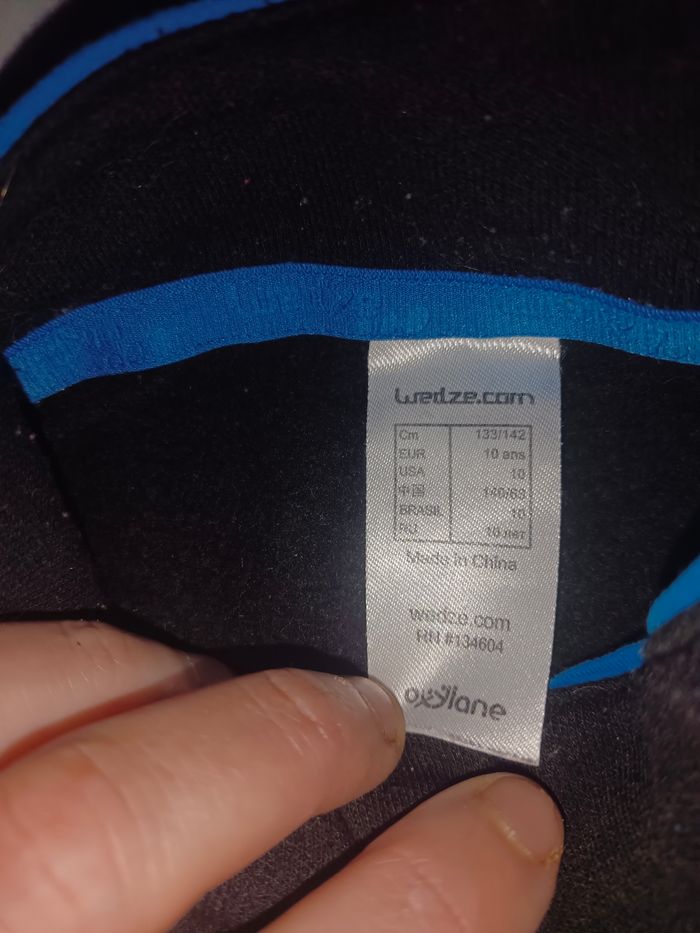 wedze.com
Cm 133/142
EUR 10 ans
USA 10
中国 140/63
BRASIL 10
RU 10 лет
Made in China
wedze.com
RN #134604
oxylane